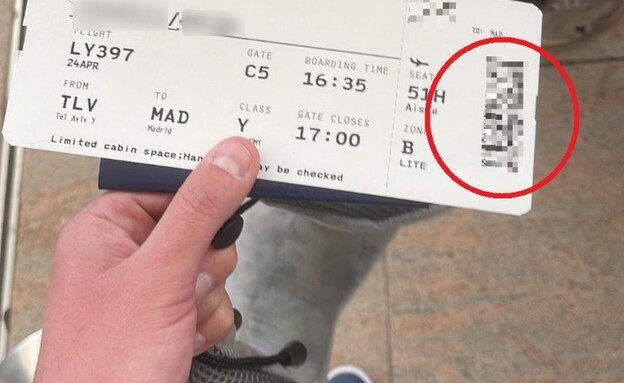 FLIGHT
LY397
24APR
GATE
C5
BOARDING TIME
16:35
FROM
TLV
Tel Aviv Y
TO
MAD
Madrid
CLASS
Y
GATE CLOSES
17:00
Limited cabin space;Han ay be checked
TO: MAD
SEAT
51H
Aisle
ZONE
B
LITE